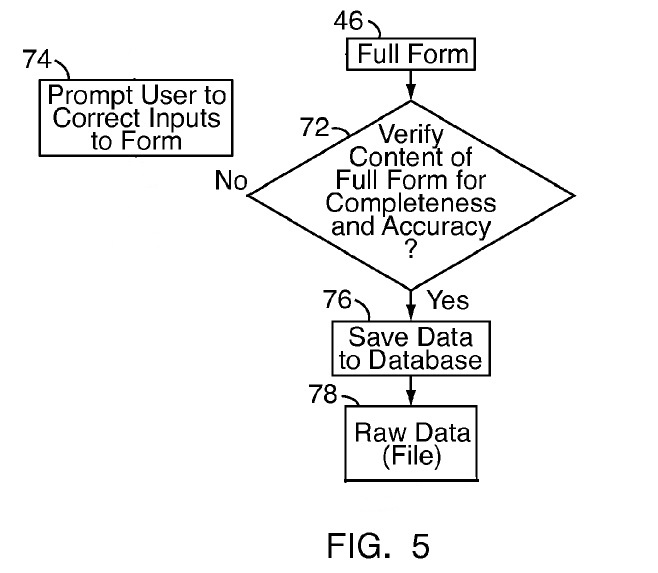 46
Full Form
74
Prompt User to
Correct Inputs
to Form
72
Verify
Content of
Full Form for
Completeness
and Accuracy
?
No
Yes
76
Save Data
to Database
78
Raw Data
(File)
FIG. 5